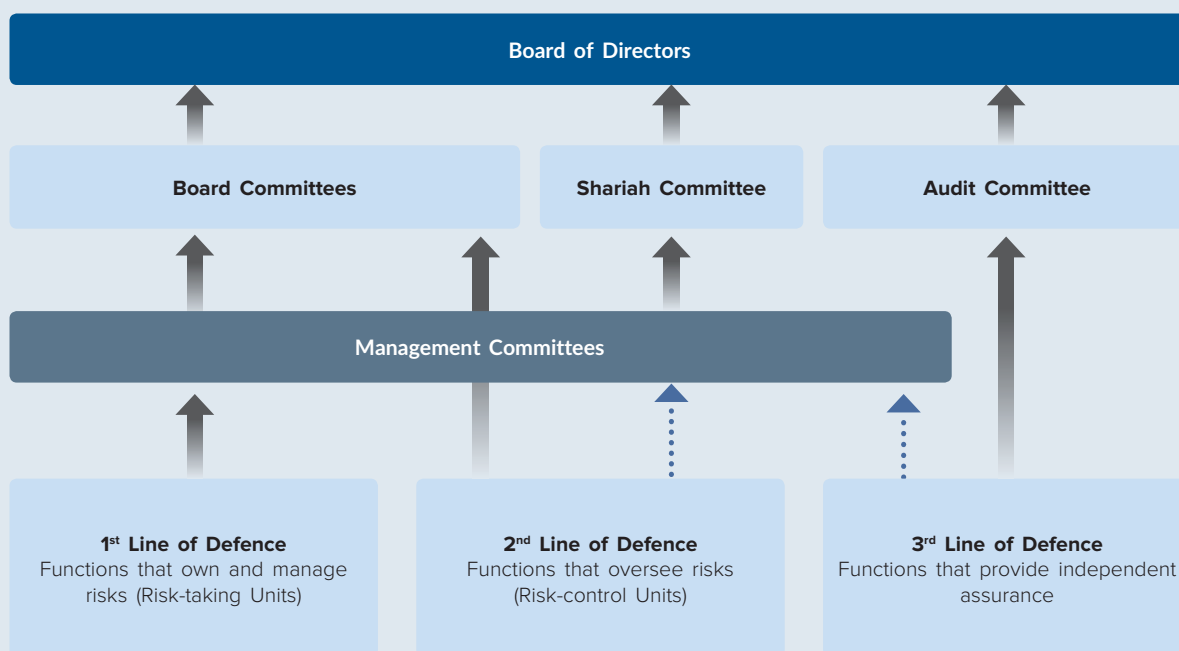 Board of Directors
Board Committees
Shariah Committee
Audit Committee
Management Committees
1st Line of Defence
Functions that own and manage
risks (Risk-taking Units)
2nd Line of Defence
Functions that oversee risks
(Risk-control Units)
3rd Line of Defence
Functions that provide independent
assurance